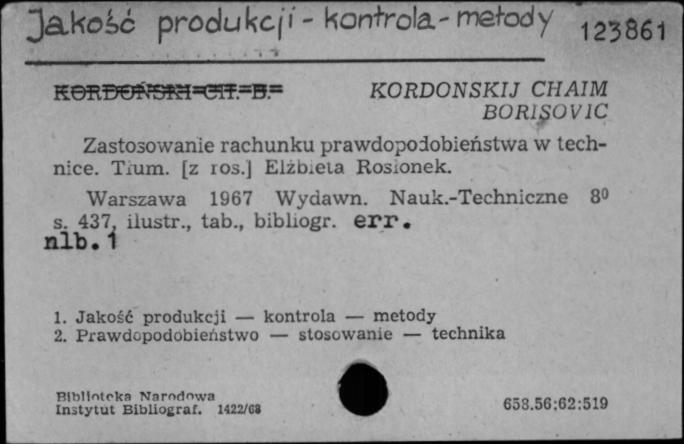 Jakość produkcji - kontrola - metody 123861
KORDOŃSKI CH. B. KORDONSKIJ CHAIM
BORISOVIC
Zastosowanie rachunku prawdopodobieństwa w tech-
nice. Tłum. [z ros.] Elżbieta Rosionek.
Warszawa 1967 Wydawn. Nauk.-Techniczne 8⁰
s. 437, ilustr., tab., bibliogr. err.
nlb. 1
1. Jakość produkcji — kontrola — metody
2. Prawdopodobieństwo — stosowanie — technika
Biblioteka Narodowa
Instytut Bibliograf. 1422/68 658.56:62:519